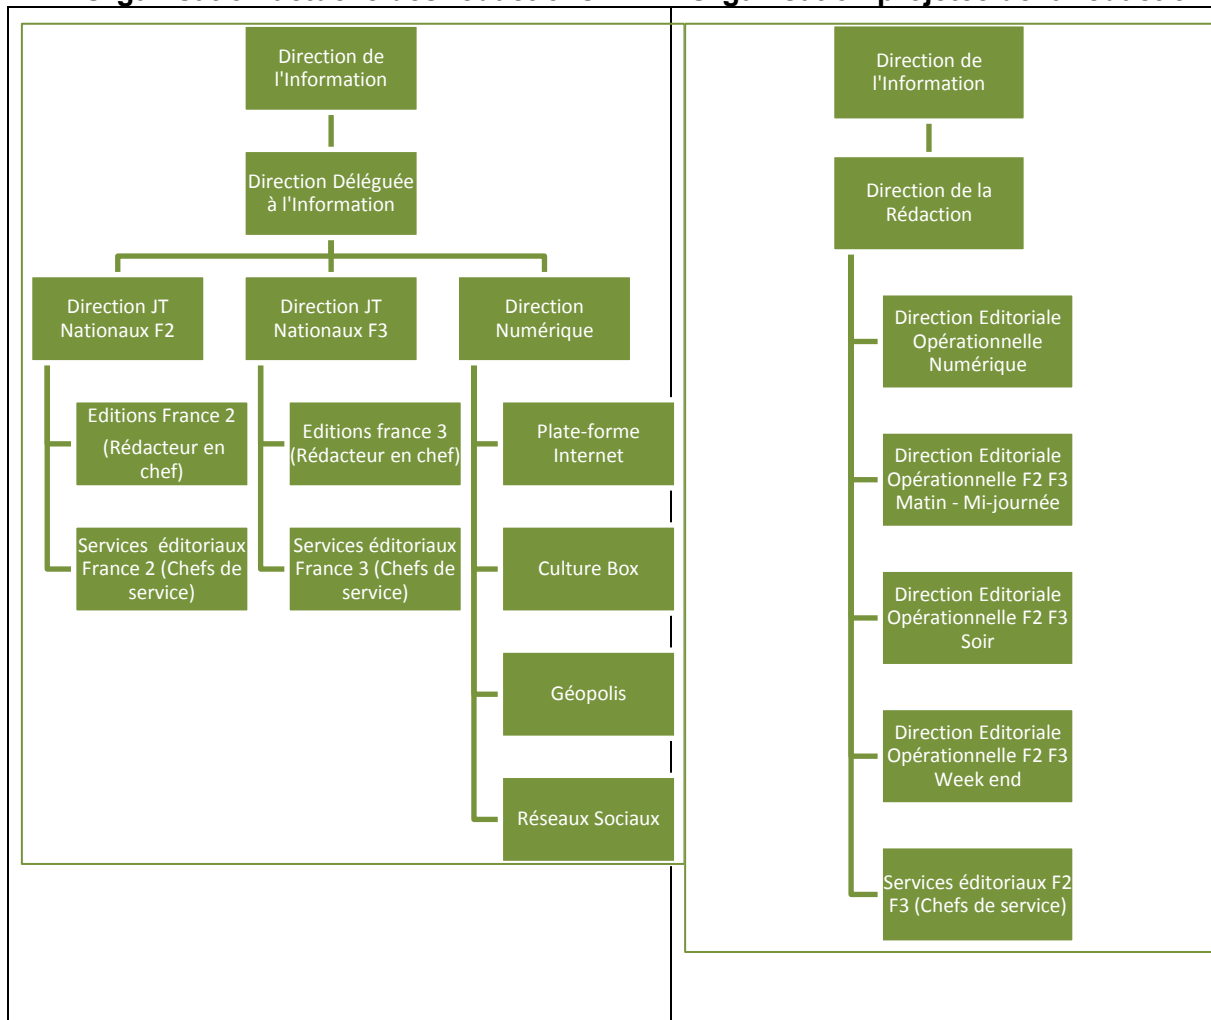 Direction de
l'Information
Direction Déléguée
à l'Information
Direction JT
Nationaux F2
Direction JT
Nationaux F3
Direction
Numérique
Editions France 2
(Rédacteur en
chef)
Services éditoriaux
France 2 (Chefs de
service)
Editions france 3
(Rédacteur en chef)
Services éditoriaux
France 3 (Chefs de
service)
Plate-forme
Internet
Culture Box
Géopolis
Réseaux Sociaux
Direction de
l'Information
Direction de la
Rédaction
Direction Editoriale
Opérationnelle
Numérique
Direction Editoriale
Opérationnelle F2 F3
Matin - Mi-journée
Direction Editoriale
Opérationnelle F2 F3
Soir
Direction Editoriale
Opérationnelle F2 F3
Week end
Services éditoriaux F2
F3 (Chefs de service)